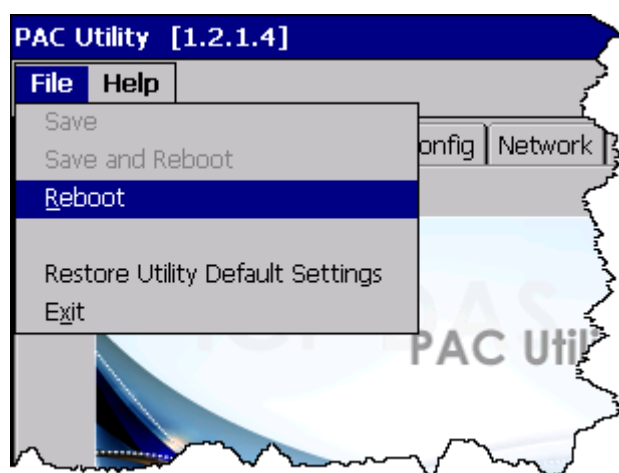 PAC Utility [1.2.1.4]
File Help
Save
Save and Reboot
onfig Network
Reboot
Restore Utility Default Settings
Exit
PAC Util